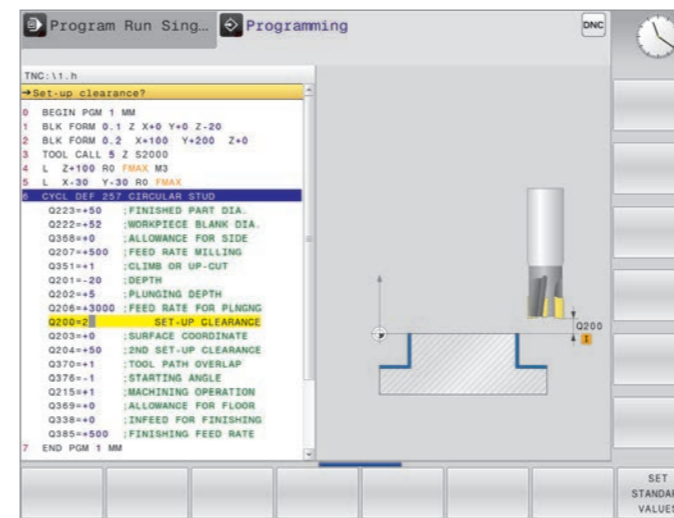 Program Run Sing... Programming
DNC
TNC:\1.h
→Set-up clearance?
0 BEGIN PGM 1 MM
1 BLK FORM 0.1 Z X+0 Y+0 Z-20
2 BLK FORM 0.2 X+100 Y+200 Z+0
3 TOOL CALL 5 Z S2000
4 L Z+100 R0 FMAX M3
5 L X-30 Y-30 R0 FMAX
6 CYCL DEF 257 CIRCULAR STUD
Q223=+50 ;FINISHED PART DIA.
Q222=+52 ;WORKPIECE BLANK DIA.
Q368=+0 ;ALLOWANCE FOR SIDE
Q207=+500 ;FEED RATE MILLING
Q351=+1 ;CLIMB OR UP-CUT
Q201=-20 ;DEPTH
Q202=+5 ;PLUNGING DEPTH
Q206=+3000 ;FEED RATE FOR PLNGNG
Q200=2 SET-UP CLEARANCE
Q203=+0 ;SURFACE COORDINATE
Q204=+50 ;2ND SET-UP CLEARANCE
Q370=+1 ;TOOL PATH OVERLAP
Q376=-1 ;STARTING ANGLE
Q215=+1 ;MACHINING OPERATION
Q369=+0 ;ALLOWANCE FOR FLOOR
Q338=+0 ;INFEED FOR FINISHING
Q385=+500 ;FINISHING FEED RATE
7 END PGM 1 MM
Q200
I
SET
STANDAR
VALUES